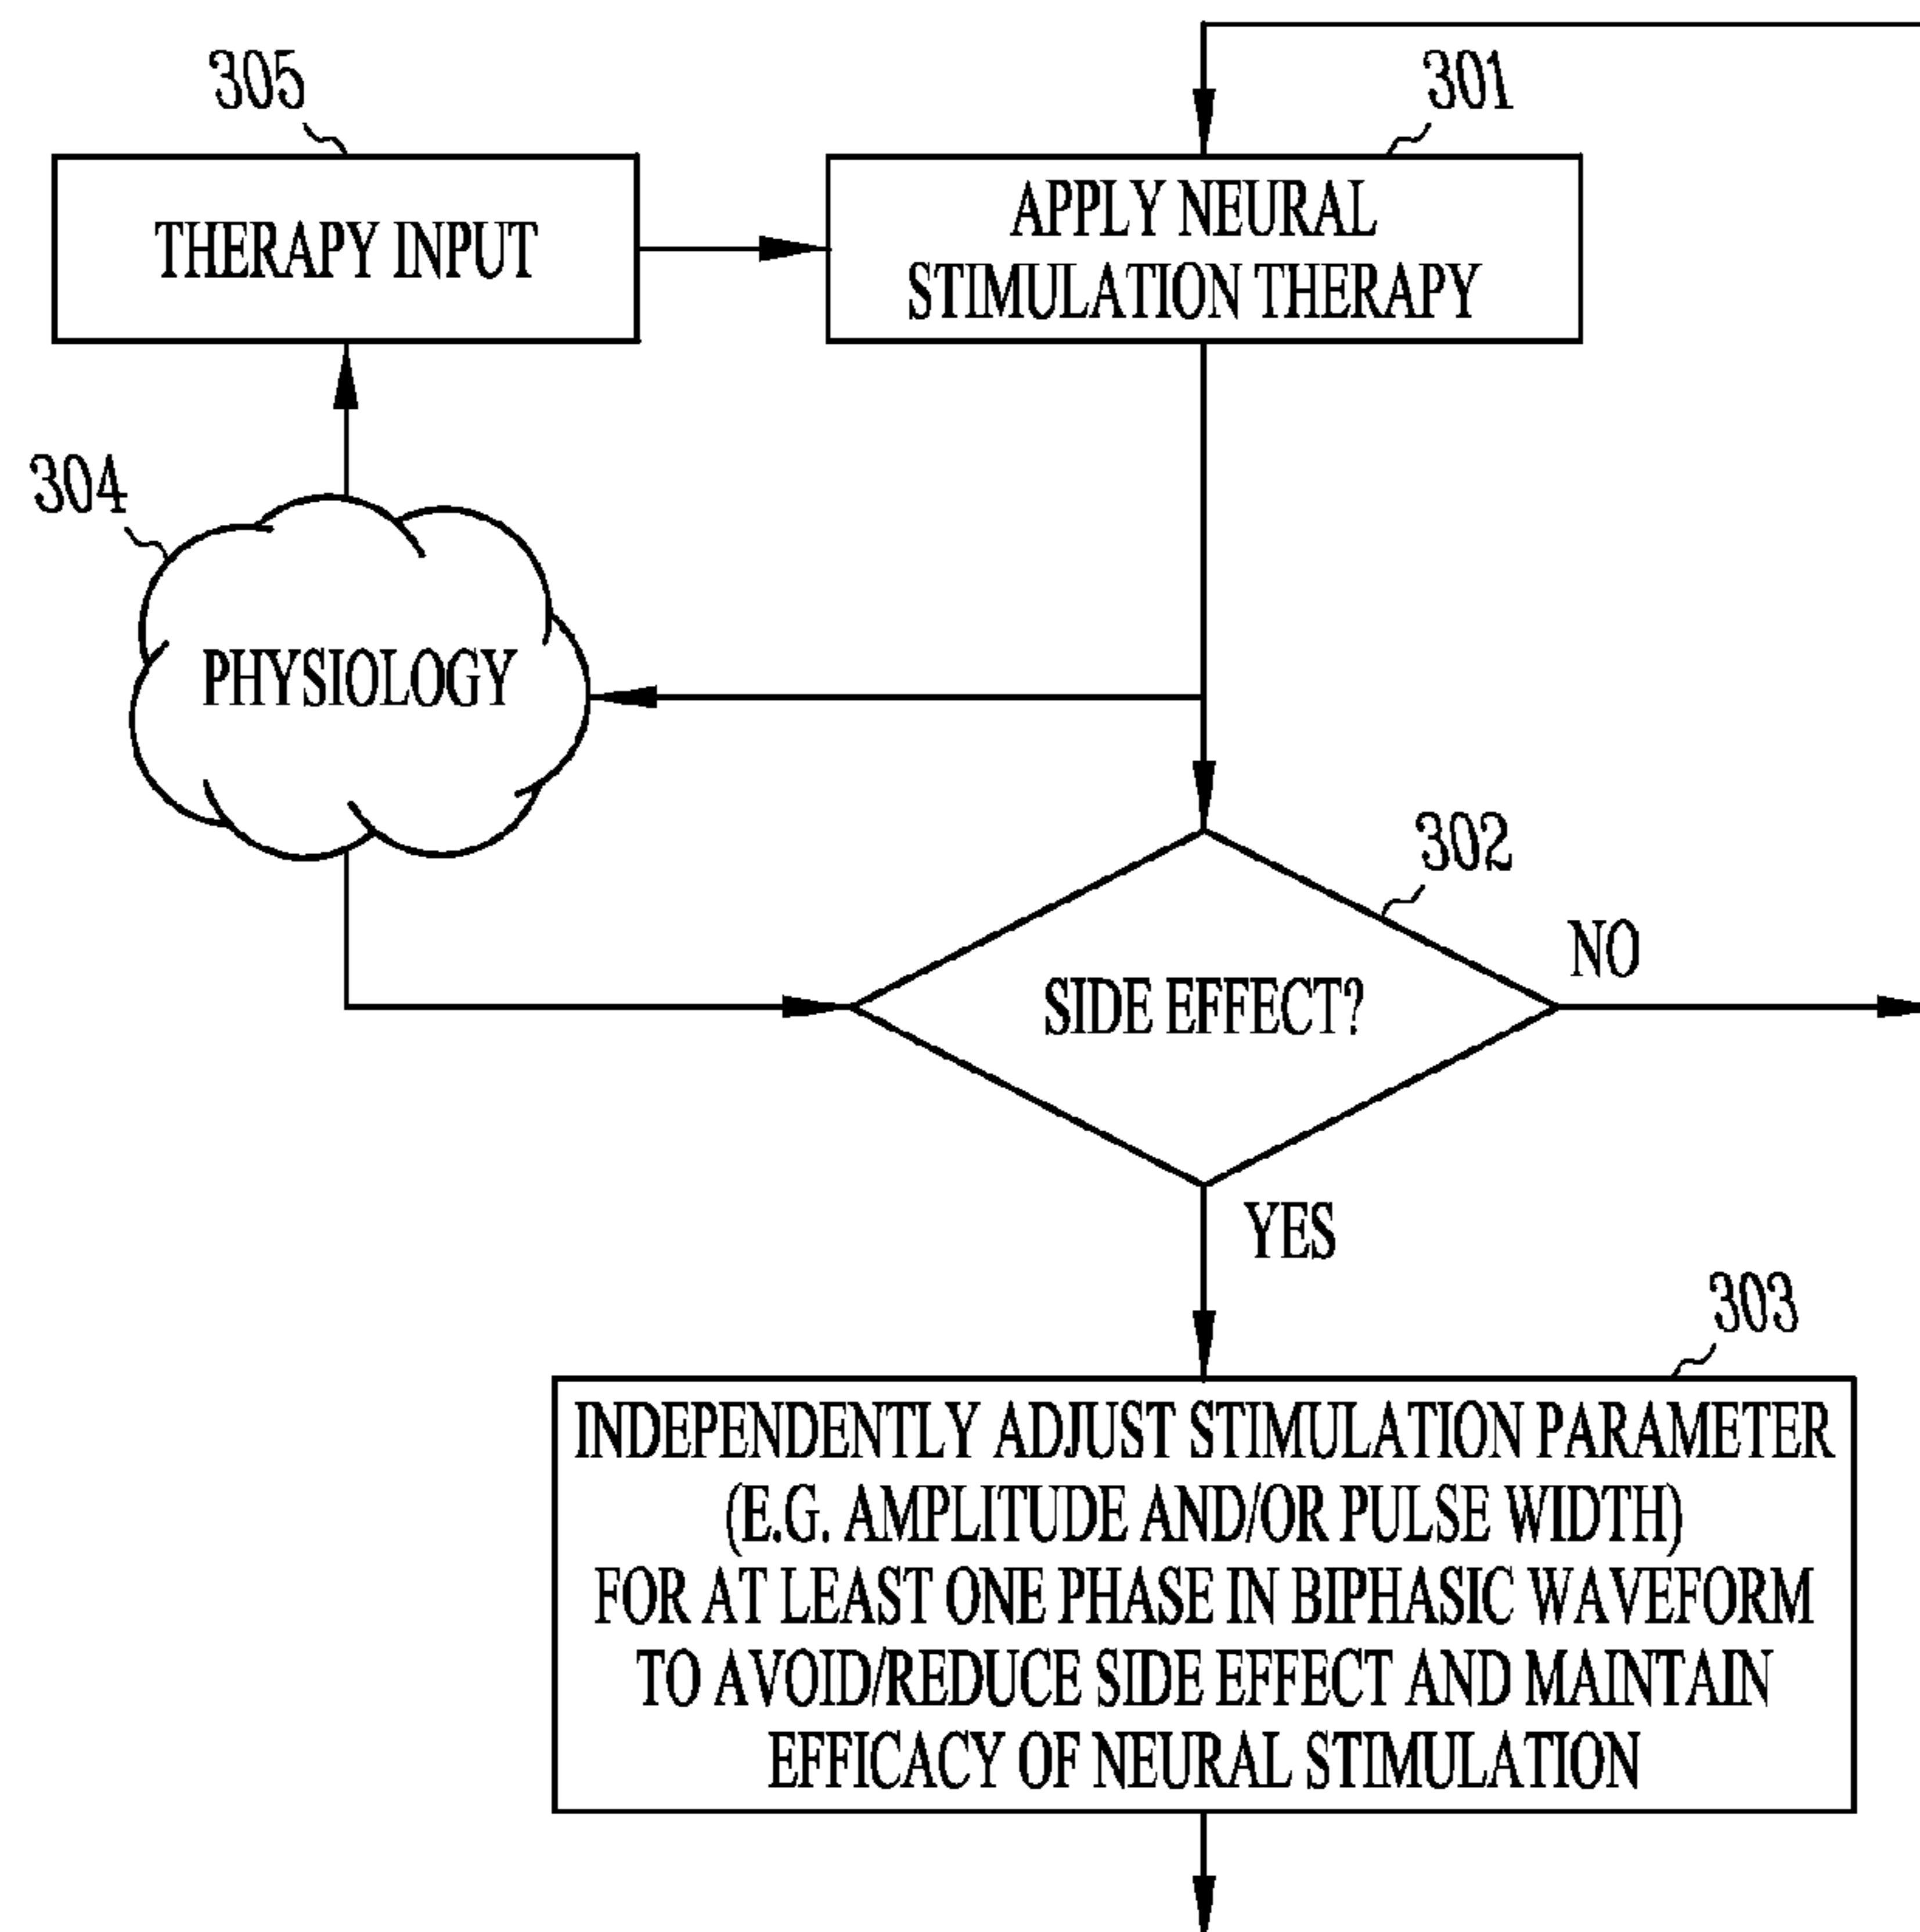 305
301
THERAPY INPUT
APPLY NEURAL
STIMULATION THERAPY
304
PHYSIOLOGY
302
NO
SIDE EFFECT?
YES
303
INDEPENDENTLY ADJUST STIMULATION PARAMETER
(E.G. AMPLITUDE AND/OR PULSE WIDTH)
FOR AT LEAST ONE PHASE IN BIPHASIC WAVEFORM
TO AVOID/REDUCE SIDE EFFECT AND MAINTAIN
EFFICACY OF NEURAL STIMULATION